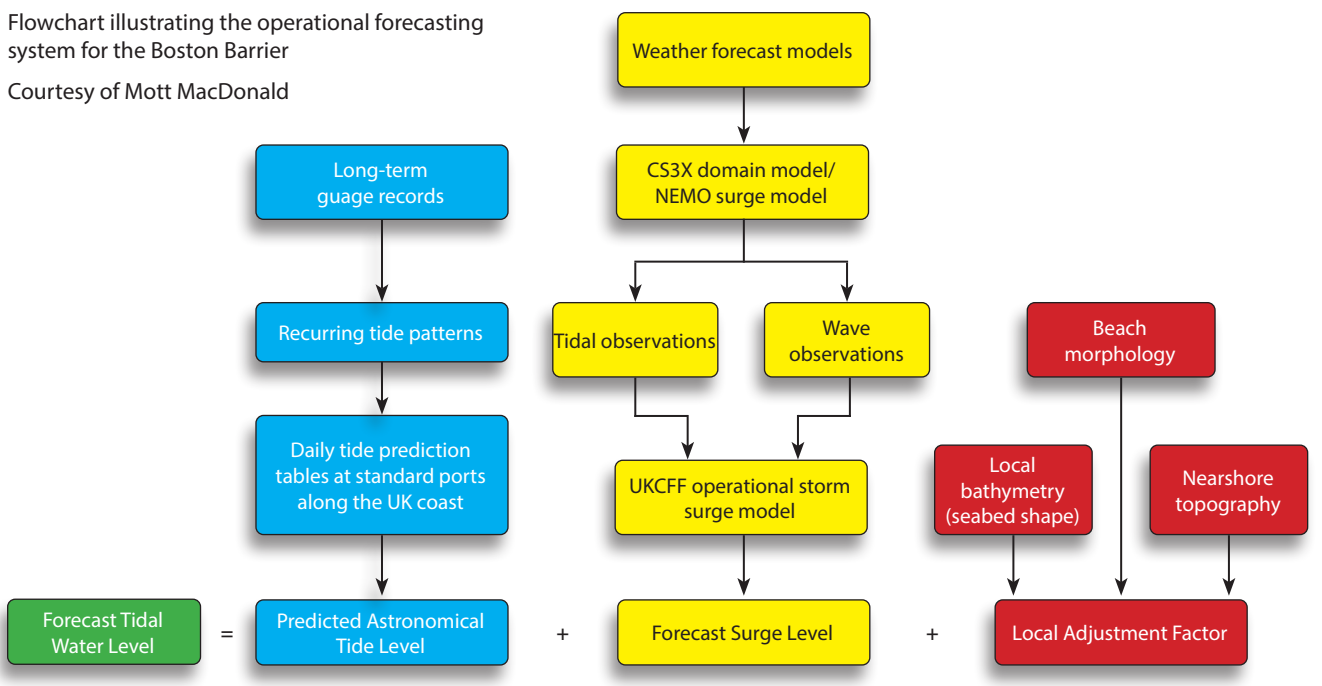 Flowchart illustrating the operational forecasting
system for the Boston Barrier
Courtesy of Mott MacDonald
Weather forecast models
Long-term
guage records
CS3X domain model/
NEMO surge model
Recurring tide patterns
Tidal observations
Wave
observations
Beach
morphology
Daily tide prediction
tables at standard ports
along the UK coast
UKCFF operational storm
surge model
Local
bathymetry
(seabed shape)
Nearshore
topography
Forecast Tidal
Water Level
=
Predicted Astronomical
Tide Level
+
Forecast Surge Level
+
Local Adjustment Factor